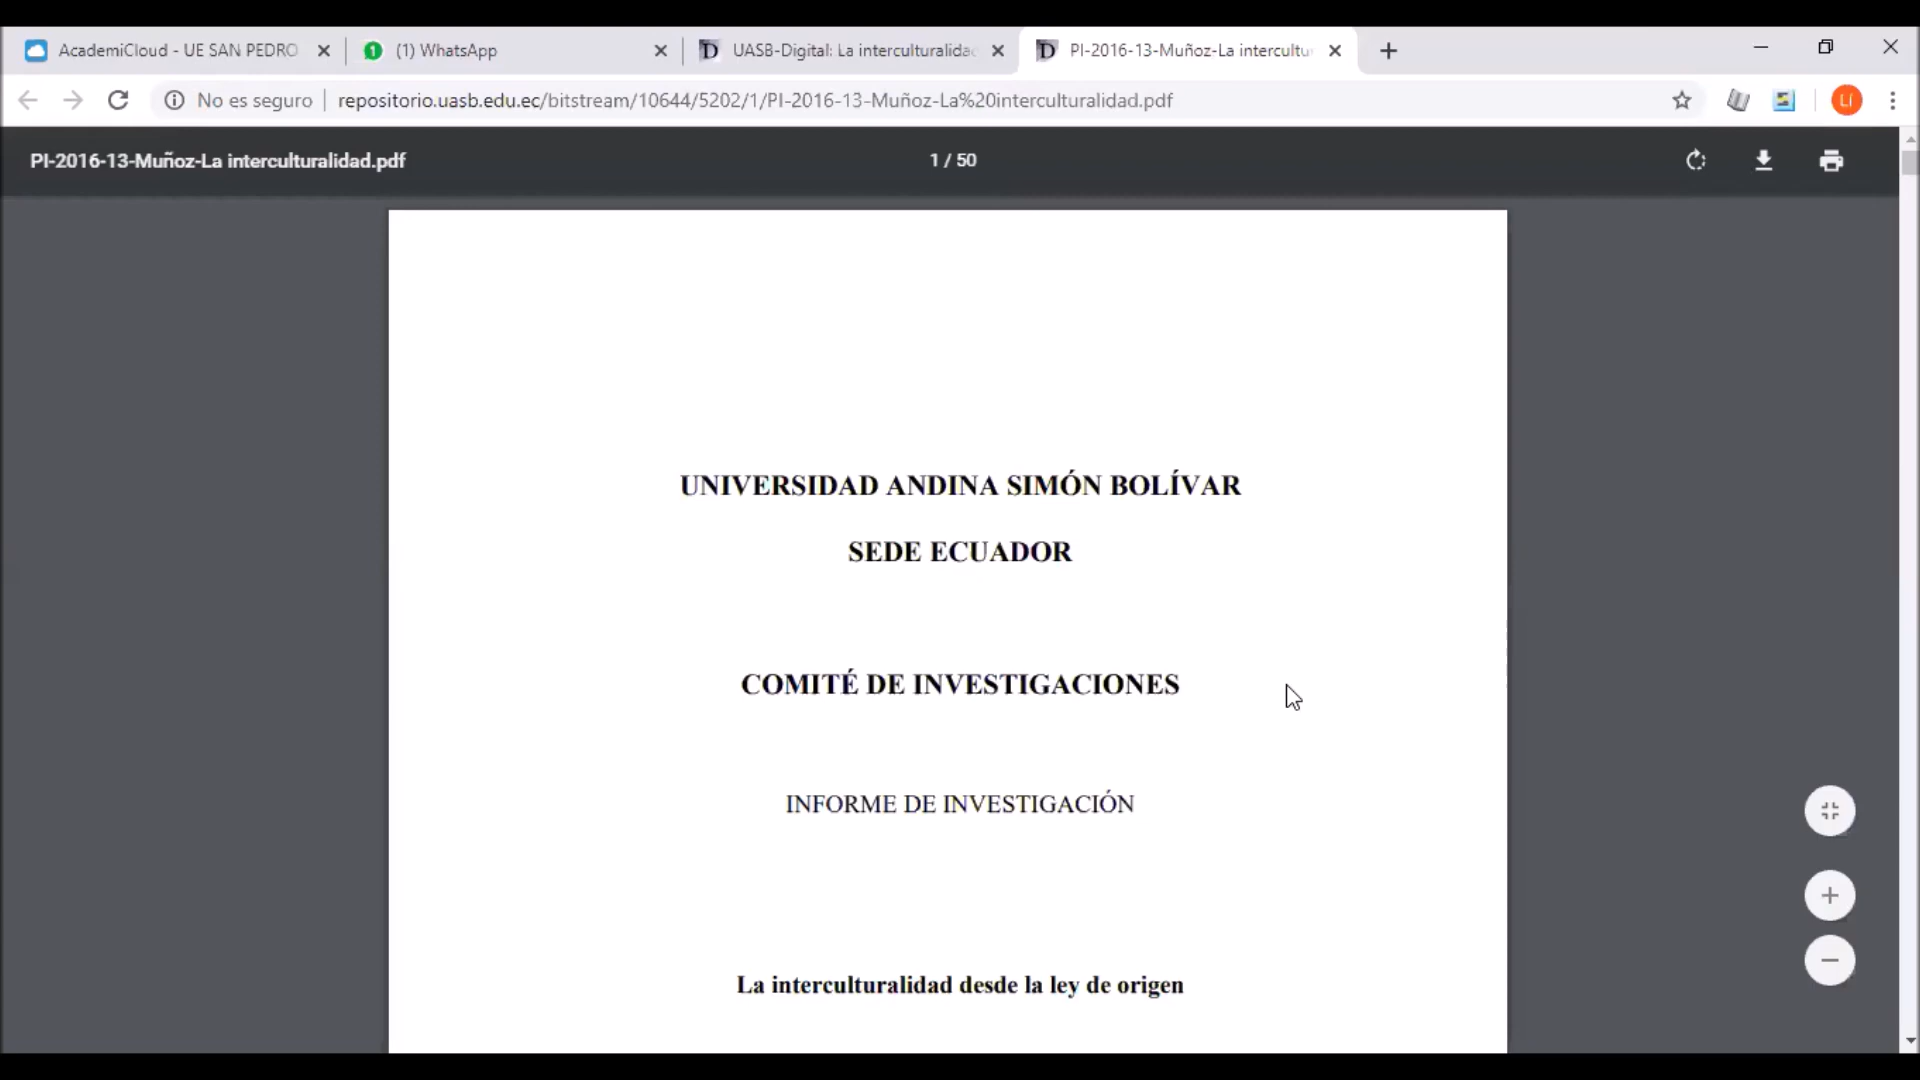 AcademiCloud - UE SAN PEDRO
(1) WhatsApp
UASB-Digital: La interculturalidad
PI-2016-13-Muñoz-La intercultu
No es seguro
repositorio.uasb.edu.ec/bitstream/10644/5202/1/PI-2016-13-Muñoz-La%20interculturalidad.pdf
LI
PI-2016-13-Muñoz-La interculturalidad.pdf
1 / 50
UNIVERSIDAD ANDINA SIMÓN BOLÍVAR
SEDE ECUADOR
COMITÉ DE INVESTIGACIONES
INFORME DE INVESTIGACIÓN
La interculturalidad desde la ley de origen